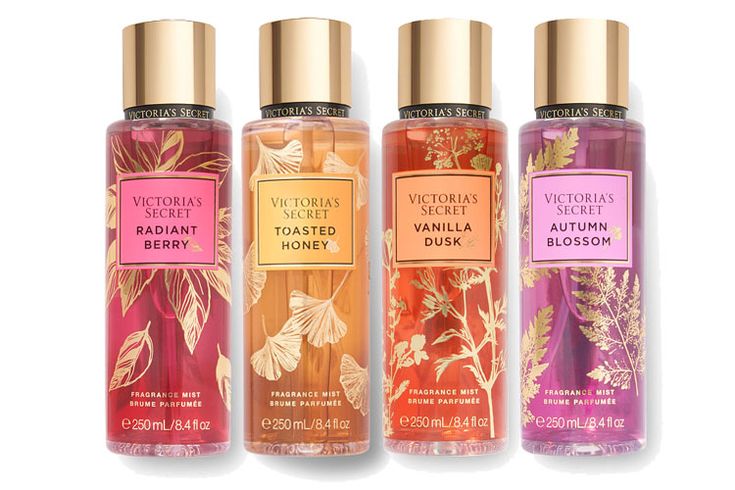 VICTORIA'S SECRET
VICTORIA'S
SECRET
RADIANT
BERRY
FRAGRANCE MIST
BRUME PARFUMÉE
℮250 mL/8.4 fl oz
VICTORIA'S SECRET
VICTORIA'S
SECRET
TOASTED
HONEY
FRAGRANCE MIST
BRUME PARFUMÉE
℮250 mL/8.4 fl oz
VICTORIA'S SECRET
VICTORIA'S
SECRET
VANILLA
DUSK
FRAGRANCE MIST
BRUME PARFUMÉE
℮250 mL/8.4 fl oz
VICTORIA'S SECRET
VICTORIA'S
SECRET
AUTUMN
BLOSSOM
FRAGRANCE MIST
BRUME PARFUMÉE
℮250 mL/8.4 fl oz